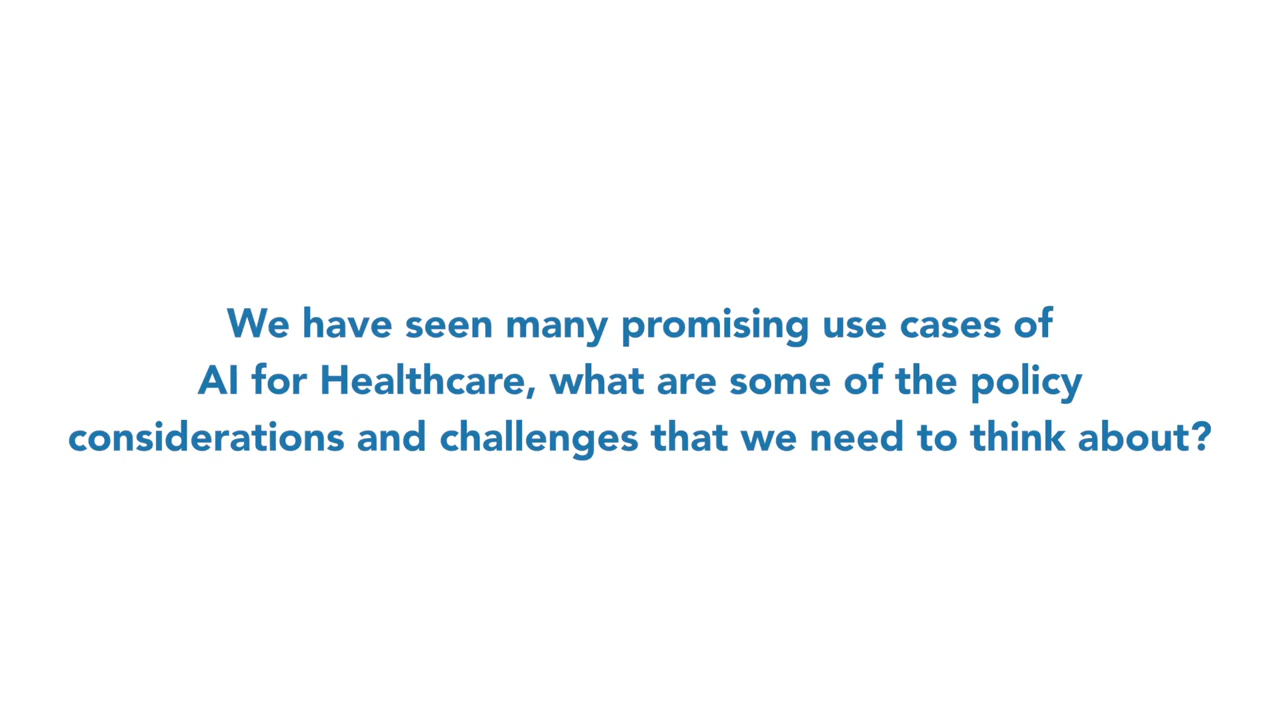 We have seen many promising use cases of
AI for Healthcare, what are some of the policy
considerations and challenges that we need to think about?